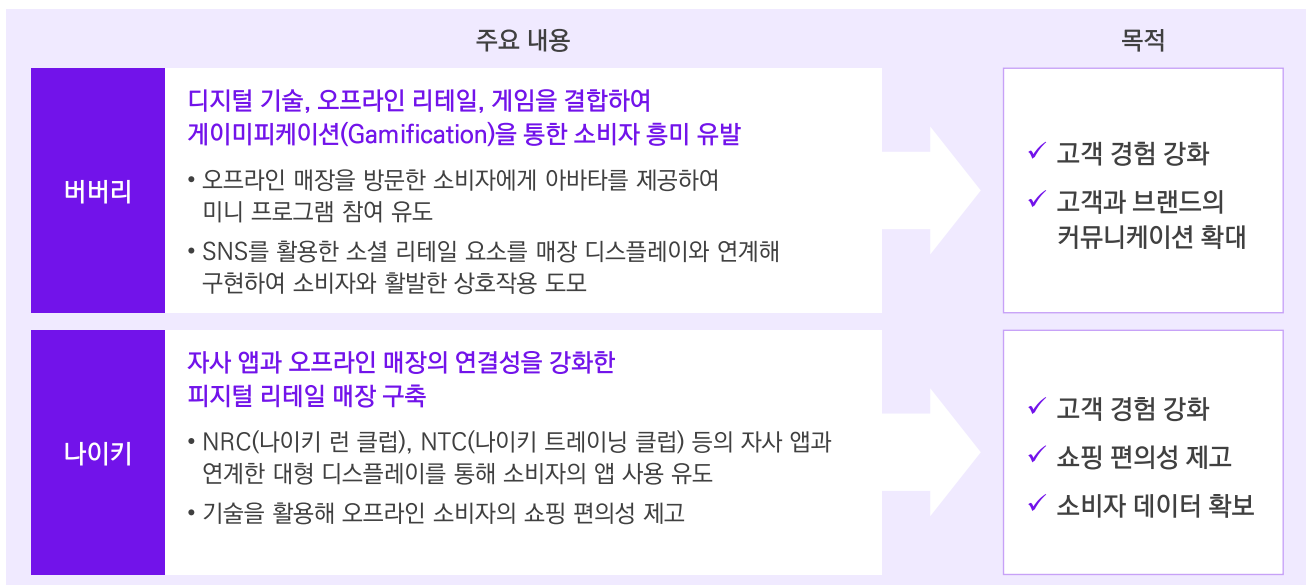 주요 내용
목적
버버리
디지털 기술, 오프라인 리테일, 게임을 결합하여
게이미피케이션(Gamification)을 통한 소비자 흥미 유발
• 오프라인 매장을 방문한 소비자에게 아바타를 제공하여
미니 프로그램 참여 유도
• SNS를 활용한 소셜 리테일 요소를 매장 디스플레이와 연계해
구현하여 소비자와 활발한 상호작용 도모
✓ 고객 경험 강화
✓ 고객과 브랜드의
커뮤니케이션 확대
나이키
자사 앱과 오프라인 매장의 연결성을 강화한
피지털 리테일 매장 구축
• NRC(나이키 런 클럽), NTC(나이키 트레이닝 클럽) 등의 자사 앱과
연계한 대형 디스플레이를 통해 소비자의 앱 사용 유도
• 기술을 활용해 오프라인 소비자의 쇼핑 편의성 제고
✓ 고객 경험 강화
✓ 쇼핑 편의성 제고
✓ 소비자 데이터 확보